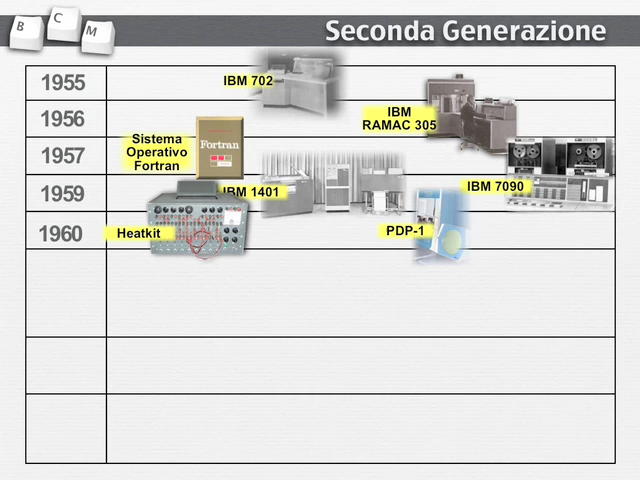 B C M
Seconda Generazione
1955
IBM 702
1956
IBM
RAMAC 305
1957
Sistema
Operativo
Fortran
Fortran
1959
IBM 1401
IBM 7090
1960
Heatkit
PDP-1